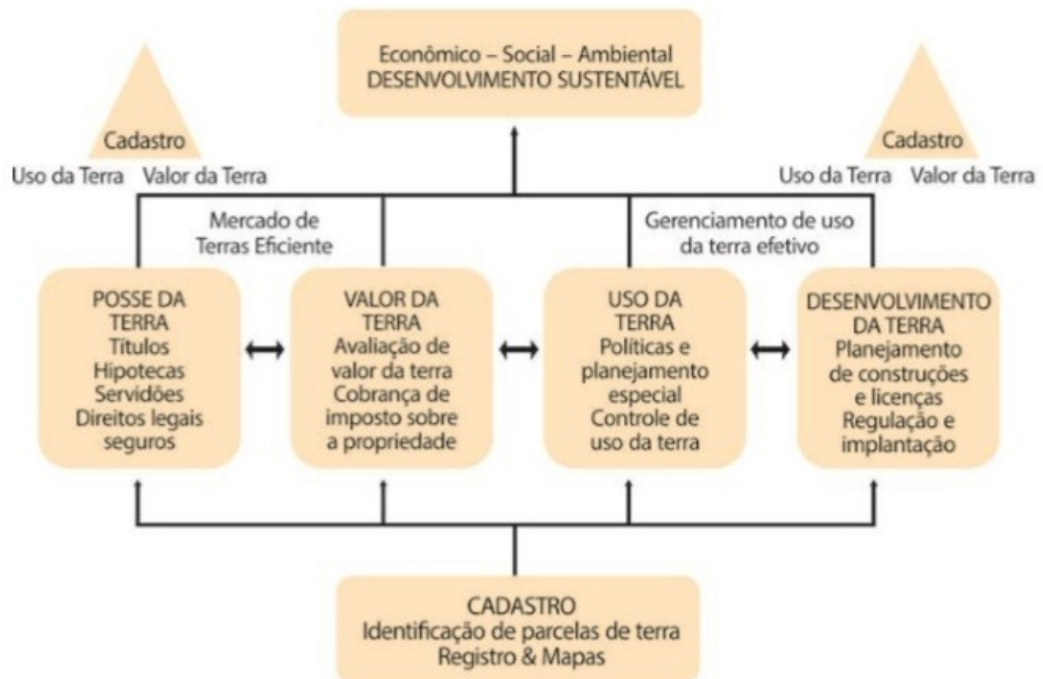 Econômico – Social – Ambiental
DESENVOLVIMENTO SUSTENTÁVEL
Cadastro
Uso da Terra Valor da Terra
Cadastro
Uso da Terra Valor da Terra
Mercado de
Terras Eficiente
Gerenciamento de uso
da terra efetivo
POSSE DA
TERRA
Títulos
Hipotecas
Servidões
Direitos legais
seguros
VALOR DA
TERRA
Avaliação de
valor da terra
Cobrança de
imposto sobre
a propriedade
USO DA
TERRA
Políticas e
planejamento
especial
Controle de
uso da terra
DESENVOLVIMENTO
DA TERRA
Planejamento
de construções
e licenças
Regulação e
implantação
CADASTRO
Identificação de parcelas de terra
Registro & Mapas